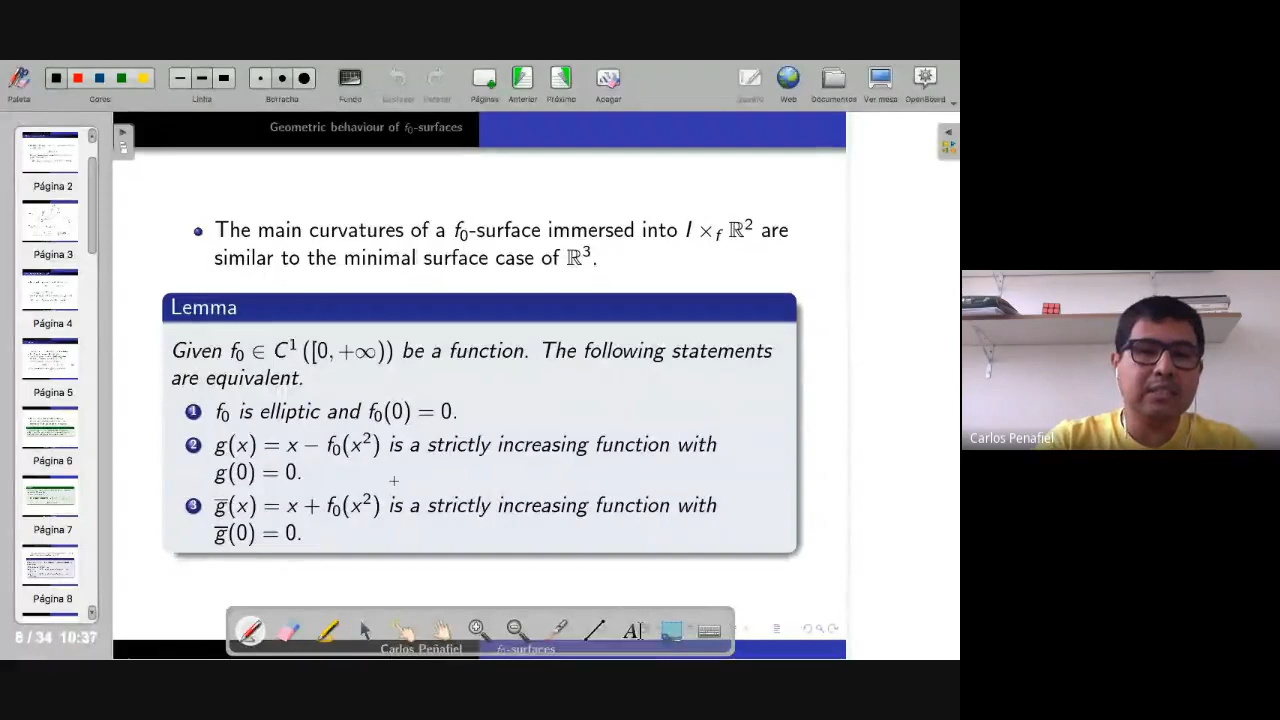 Paleta
Cores
Linha
Borracha
Fundo
Páginas
Anterior
Próximo
Apagar
Web
Documentos
Ver mesa
OpenBoard
Geometric behaviour of f₀-surfaces
Página 2
Página 3
Página 4
Página 5
Página 6
Página 7
Página 8
8 / 34 10:37
The main curvatures of a f₀-surface immersed into I ×_f ℝ² are
similar to the minimal surface case of ℝ³.
Lemma
Given f₀ ∈ C¹ ([0, +∞)) be a function. The following statements
are equivalent.
1 f₀ is elliptic and f₀(0) = 0.
2 g(x) = x − f₀(x²) is a strictly increasing function with
g(0) = 0.
3 g̅(x) = x + f₀(x²) is a strictly increasing function with
g̅(0) = 0.
Carlos Peñafiel
f₀-surfaces
Carlos Penafiel